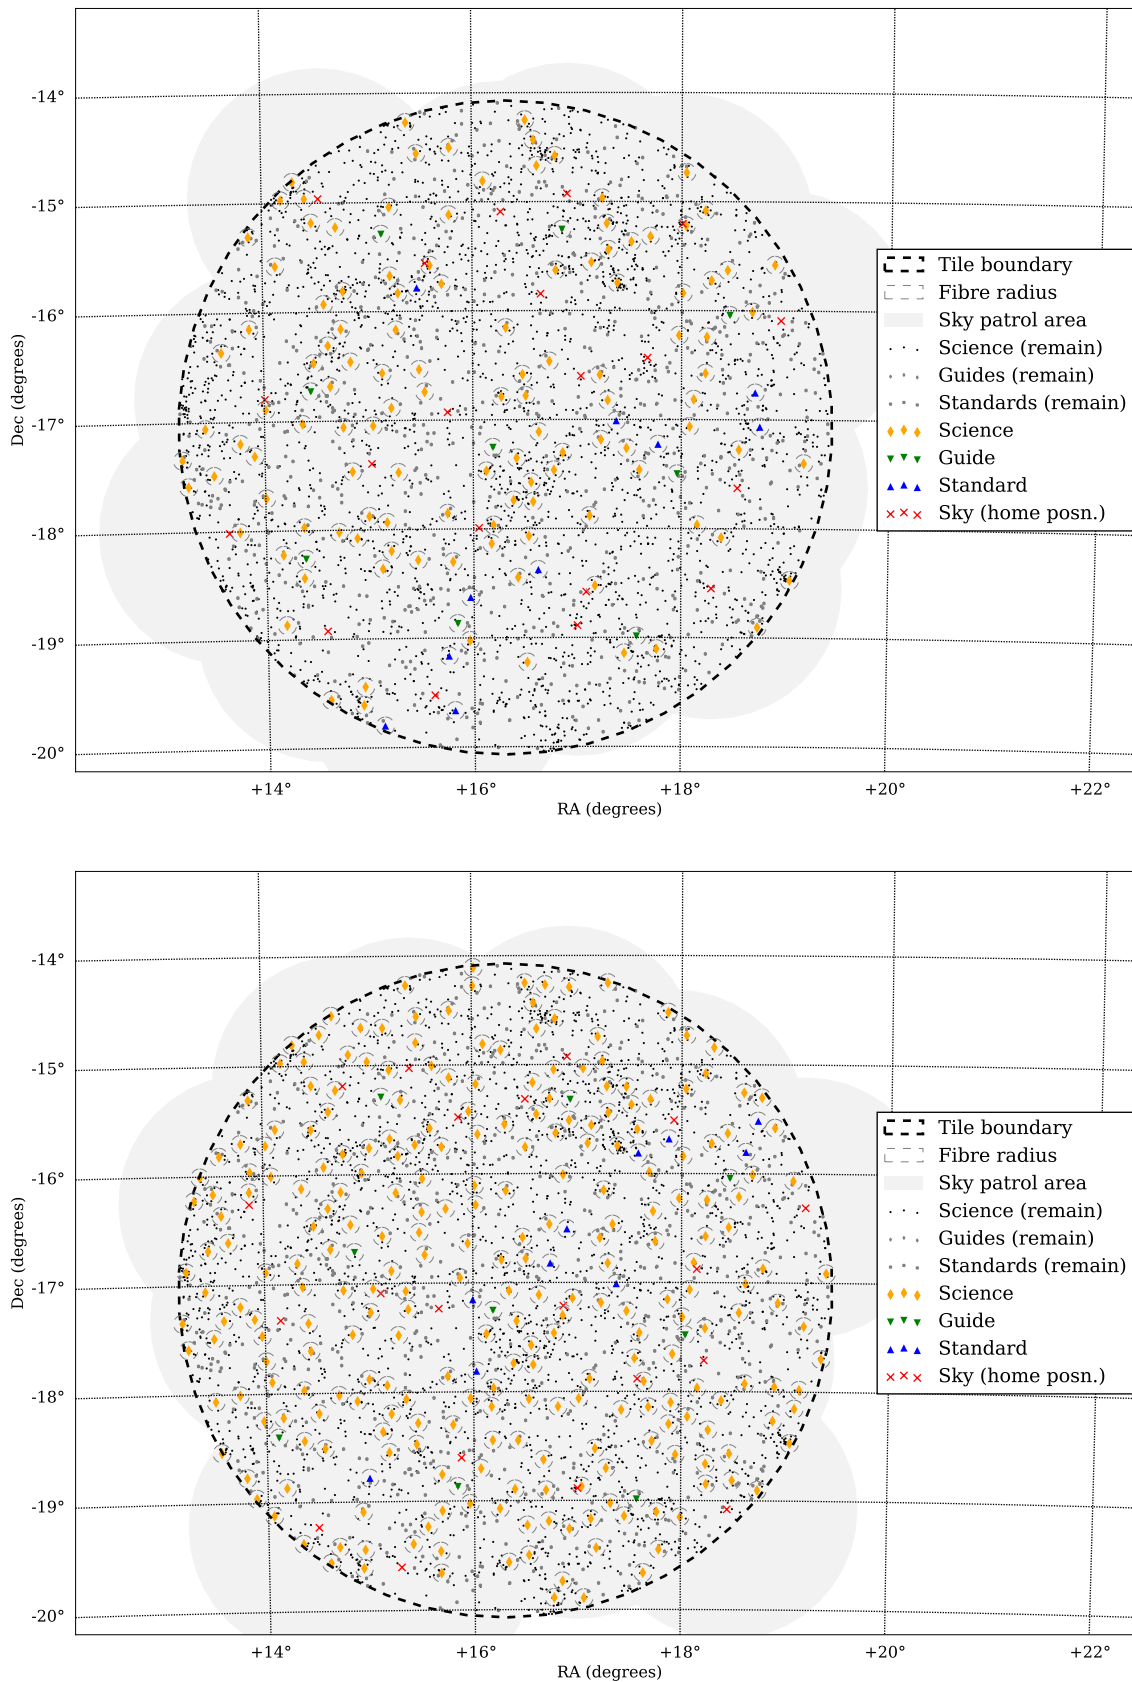 -14°
-15°
-16°
-17°
-18°
-19°
-20°
Dec (degrees)
+14°
+16°
+18°
+20°
+22°
RA (degrees)
Tile boundary
Fibre radius
Sky patrol area
Science (remain)
Guides (remain)
Standards (remain)
Science
Guide
Standard
Sky (home posn.)
-14°
-15°
-16°
-17°
-18°
-19°
-20°
Dec (degrees)
+14°
+16°
+18°
+20°
+22°
RA (degrees)
Tile boundary
Fibre radius
Sky patrol area
Science (remain)
Guides (remain)
Standards (remain)
Science
Guide
Standard
Sky (home posn.)